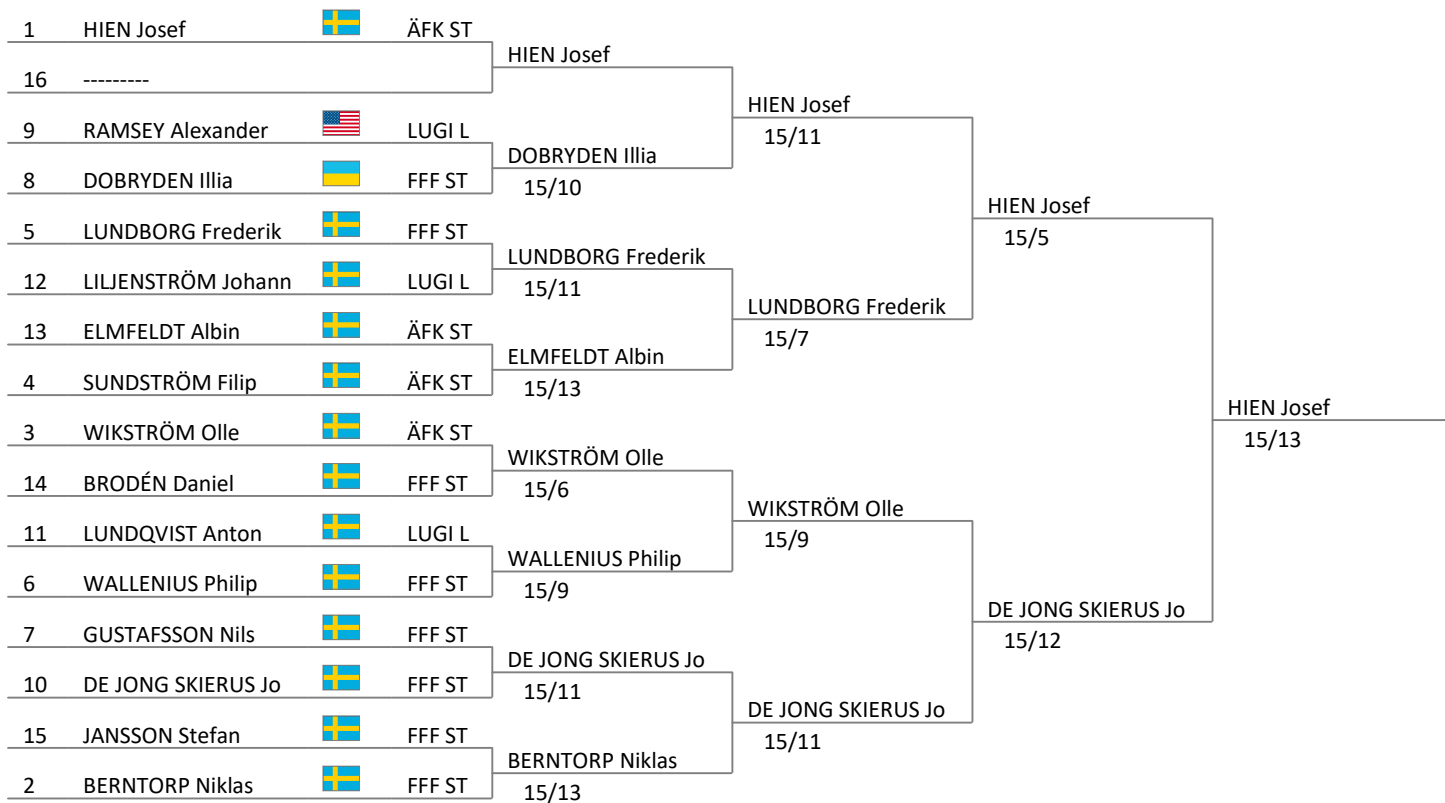 1 HIEN Josef ÄFK ST
16 ---------
9 RAMSEY Alexander LUGI L
8 DOBRYDEN Illia FFF ST
5 LUNDBORG Frederik FFF ST
12 LILJENSTRÖM Johann LUGI L
13 ELMFELDT Albin ÄFK ST
4 SUNDSTRÖM Filip ÄFK ST
3 WIKSTRÖM Olle ÄFK ST
14 BRODÉN Daniel FFF ST
11 LUNDQVIST Anton LUGI L
6 WALLENIUS Philip FFF ST
7 GUSTAFSSON Nils FFF ST
10 DE JONG SKIERUS Jo FFF ST
15 JANSSON Stefan FFF ST
2 BERNTORP Niklas FFF ST
HIEN Josef
DOBRYDEN Illia
15/10
LUNDBORG Frederik
15/11
ELMFELDT Albin
15/13
WIKSTRÖM Olle
15/6
WALLENIUS Philip
15/9
DE JONG SKIERUS Jo
15/11
BERNTORP Niklas
15/13
HIEN Josef
15/11
LUNDBORG Frederik
15/7
WIKSTRÖM Olle
15/9
DE JONG SKIERUS Jo
15/11
HIEN Josef
15/5
DE JONG SKIERUS Jo
15/12
HIEN Josef
15/13